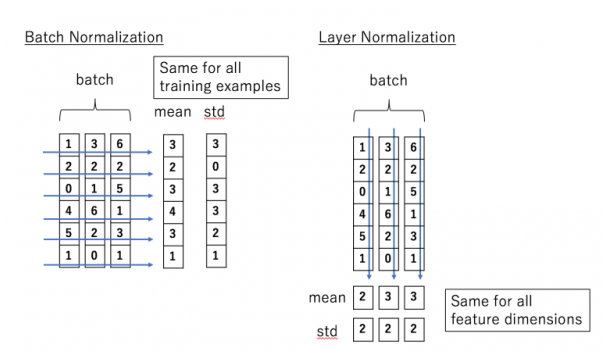 Batch Normalization
Same for all
training examples
batch
mean std
1 3 6 3 3
2 2 2 2 0
0 1 5 3 3
4 6 1 4 3
5 2 3 3 2
1 0 1 1 1
Layer Normalization
batch
1 3 6
2 2 2
0 1 5
4 6 1
5 2 3
1 0 1
mean 2 3 3
std 2 2 2
Same for all
feature dimensions